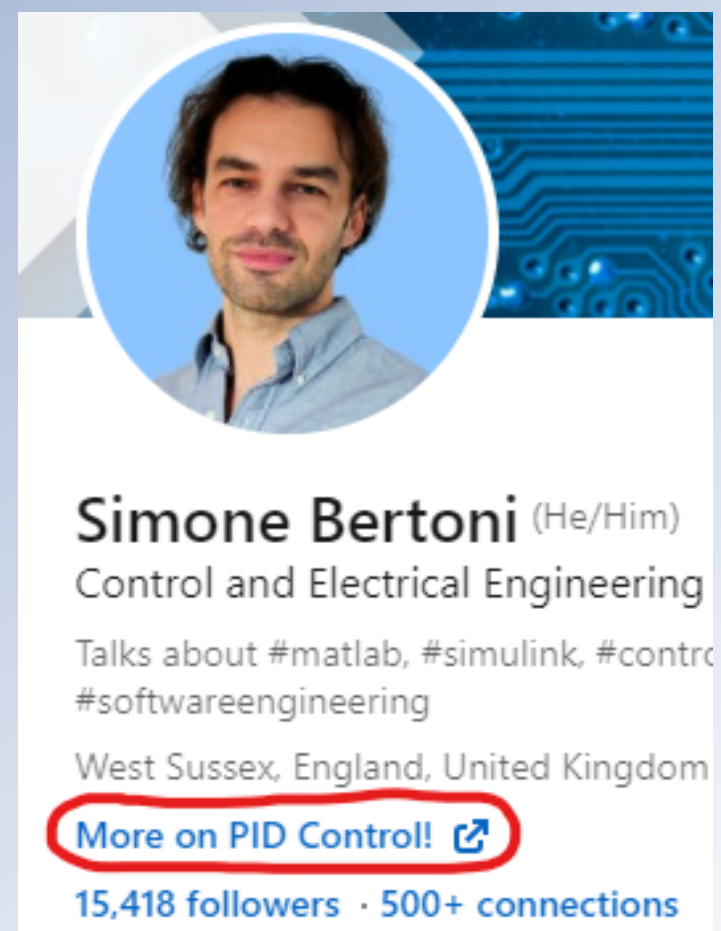 Simone Bertoni (He/Him)
Control and Electrical Engineering
Talks about #matlab, #simulink, #contro
#softwareengineering
West Sussex, England, United Kingdom
More on PID Control!
15,418 followers · 500+ connections